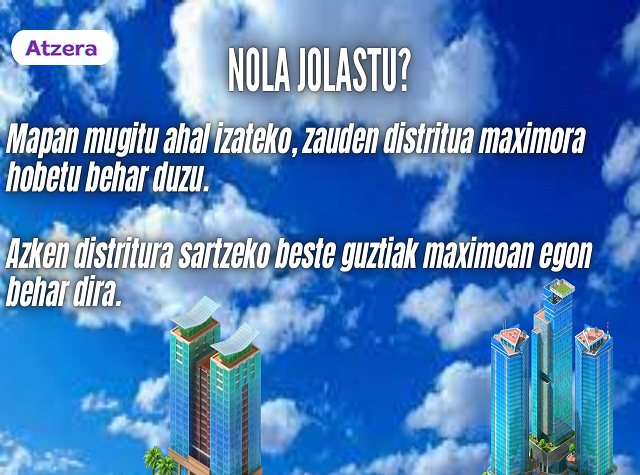 Atzera
NOLA JOLASTU?
Mapan mugitu ahal izateko, zauden distritua maximora
hobetu behar duzu.
Azken distritura sartzeko beste guztiak maximoan egon
behar dira.